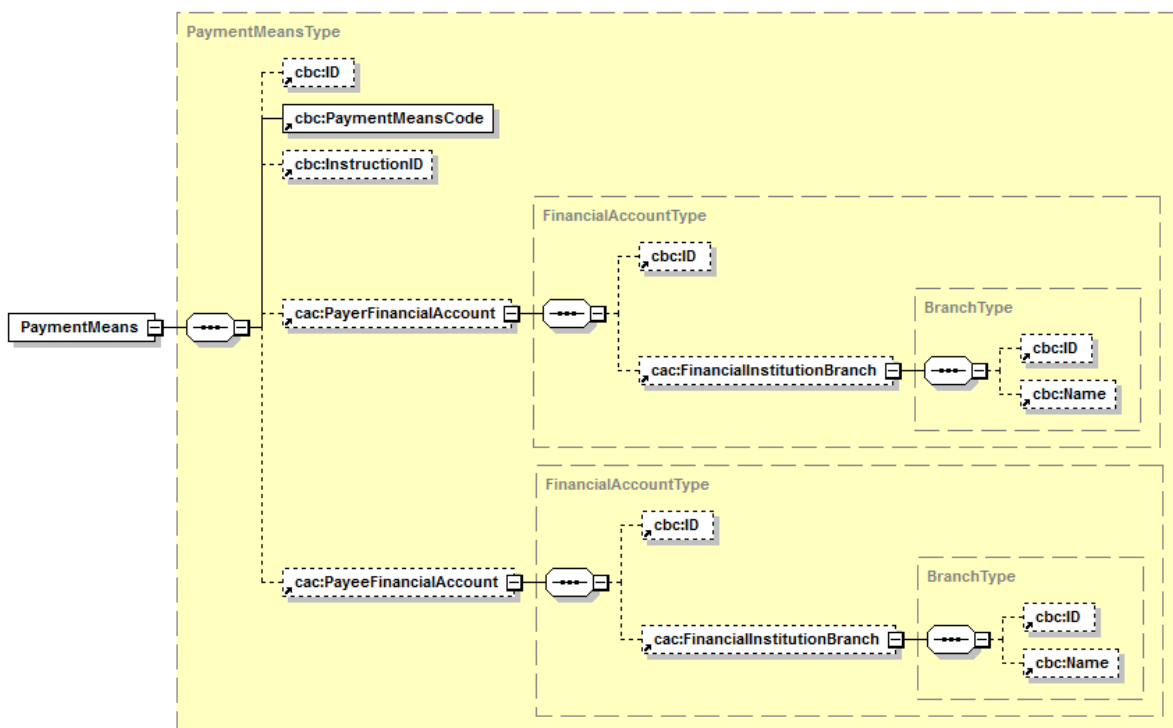 PaymentMeansType
cbc:ID
cbc:PaymentMeansCode
cbc:InstructionID
FinancialAccountType
cbc:ID
PaymentMeans
cac:PayerFinancialAccount
BranchType
cbc:ID
cac:FinancialInstitutionBranch
cbc:Name
FinancialAccountType
cbc:ID
cac:PayeeFinancialAccount
BranchType
cbc:ID
cac:FinancialInstitutionBranch
cbc:Name